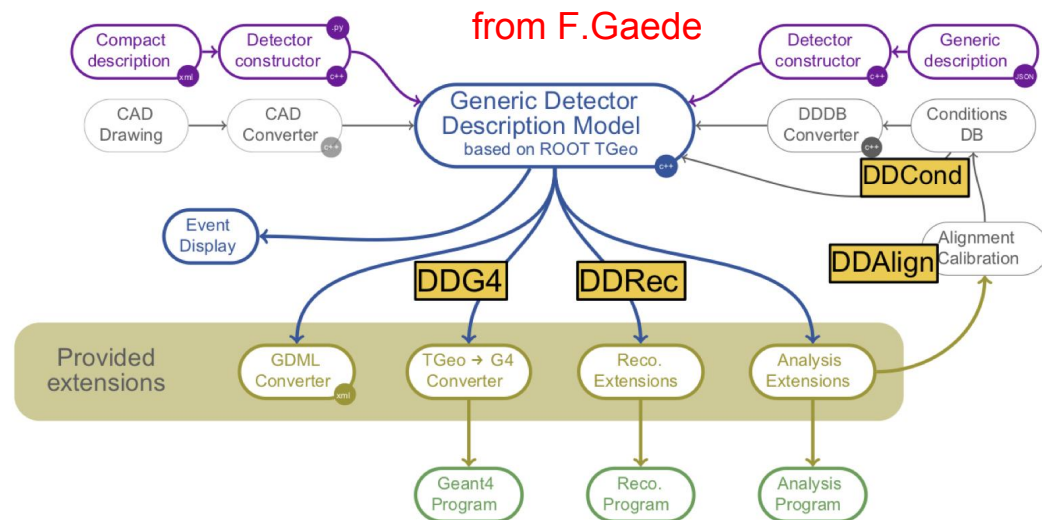 from F.Gaede
Compact
description
xml
Detector
constructor
.py
c++
Detector
constructor
c++
Generic
description
JSON
CAD
Drawing
CAD
Converter
c++
Generic Detector
Description Model
based on ROOT TGeo
c++
DDDB
Converter
c++
Conditions
DB
DDCond
Event
Display
Alignment
Calibration
DDAlign
DDG4
DDRec
Provided
extensions
GDML
Converter
xml
TGeo → G4
Converter
Reco.
Extensions
Analysis
Extensions
Geant4
Program
Reco.
Program
Analysis
Program